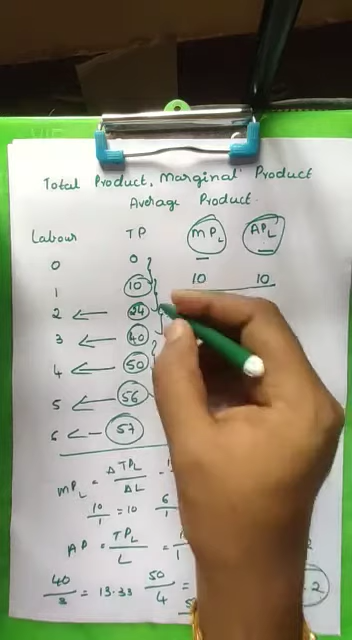 Total Product, Marginal Product
Average Product
Labour TP MPL APL
0 0
1 10 10 10
2 ← 24
3 ← 40
4 ← 50
5 ← 56
6 ← 57
MPL = ΔTPL / ΔL =
10/1 = 10 6/
AP = TPL / L =
40/3 = 13.33 50/4 = .2